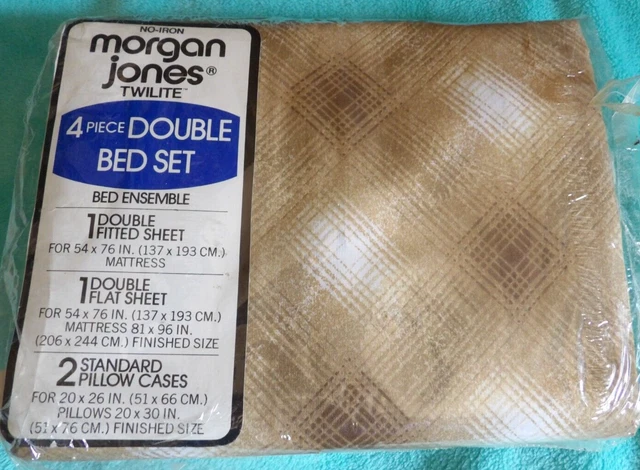 NO-IRON
morgan
jones®
TWILITE™
4 PIECE DOUBLE
BED SET
BED ENSEMBLE
1 DOUBLE
FITTED SHEET
FOR 54 x 76 IN. (137 x 193 CM.)
MATTRESS
1 DOUBLE
FLAT SHEET
FOR 54 x 76 IN. (137 x 193 CM.)
MATTRESS 81 x 96 IN.
(206 x 244 CM.) FINISHED SIZE
2 STANDARD
PILLOW CASES
FOR 20 x 26 IN. (51 x 66 CM.)
PILLOWS 20 x 30 IN.
(51 x 76 CM.) FINISHED SIZE